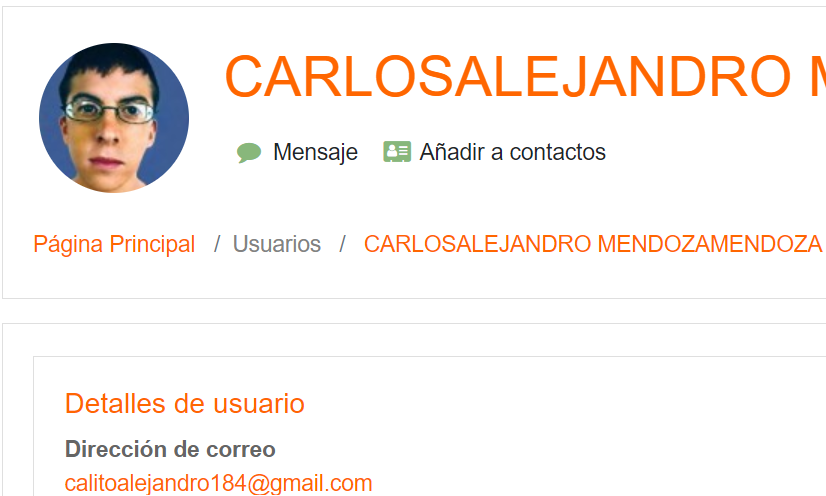 CARLOSALEJANDRO
Mensaje Añadir a contactos
Página Principal / Usuarios / CARLOSALEJANDRO MENDOZAMENDOZA
Detalles de usuario
Dirección de correo
calitoalejandro184@gmail.com